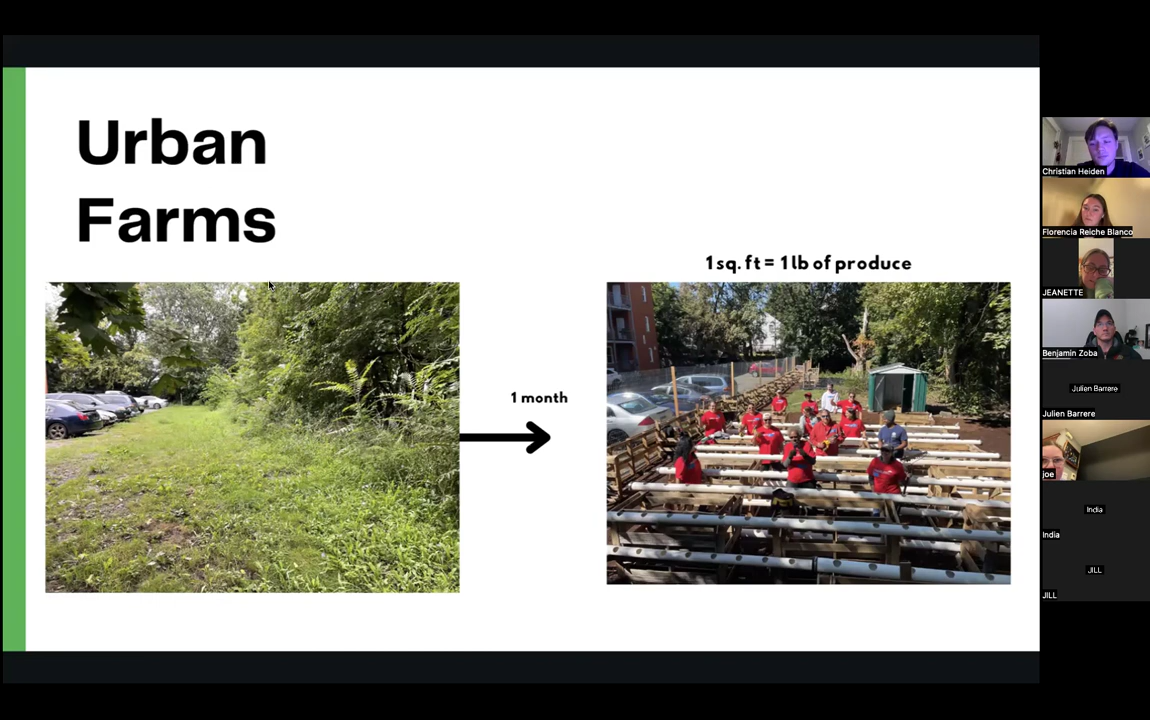 Urban
Farms
1 sq. ft = 1 lb of produce
1 month
Christian Heiden
Florencia Reiche Blanco
JEANETTE
Benjamin Zoba
Julien Barrere
Julien Barrere
joe
India
India
JILL
JILL